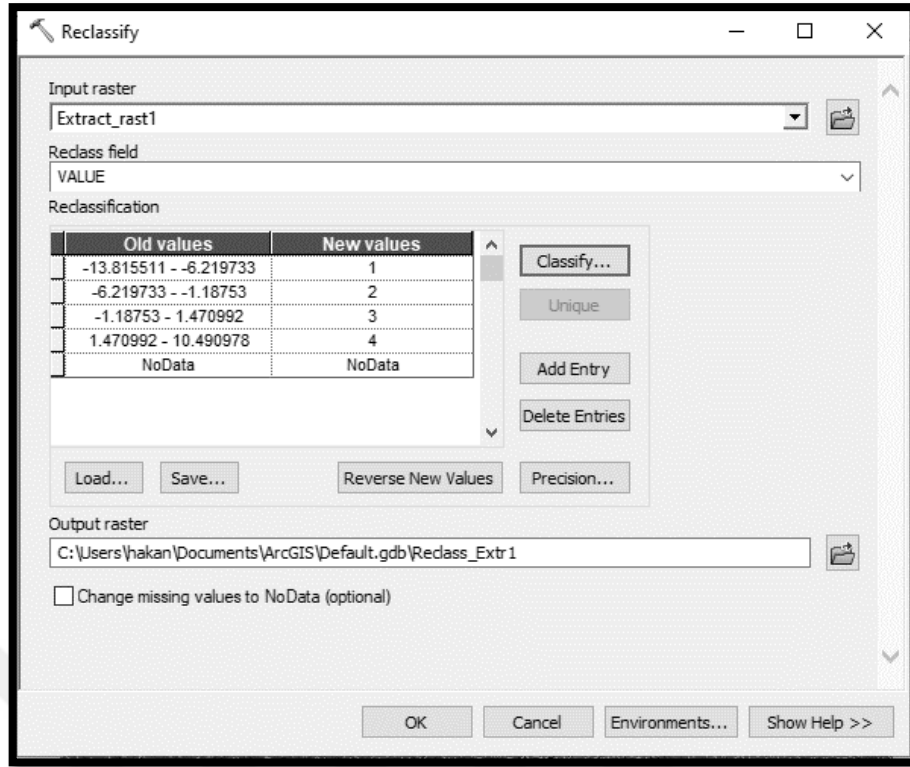 Reclassify
Input raster
Extract_rast1
Reclass field
VALUE
Reclassification
Old values New values
-13.815511 - -6.219733 1
-6.219733 - -1.18753 2
-1.18753 - 1.470992 3
1.470992 - 10.490978 4
NoData NoData
Classify...
Unique
Add Entry
Delete Entries
Load... Save... Reverse New Values Precision...
Output raster
C:\Users\hakan\Documents\ArcGIS\Default.gdb\Reclass_Extr1
Change missing values to NoData (optional)
OK Cancel Environments... Show Help >>